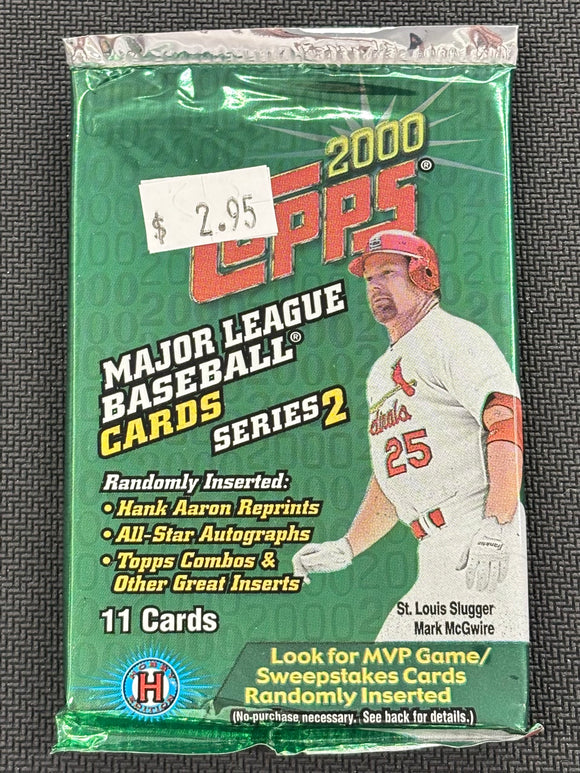 2000
$ 2.95
Topps®
MAJOR LEAGUE
BASEBALL®
CARDS
SERIES 2
Randomly Inserted:
• Hank Aaron Reprints
• All-Star Autographs
• Topps Combos &
Other Great Inserts
11 Cards
Cardinals
25
St. Louis Slugger
Mark McGwire
HOBBY
H
EDITION
Look for MVP Game/
Sweepstakes Cards
Randomly Inserted
(No purchase necessary. See back for details.)